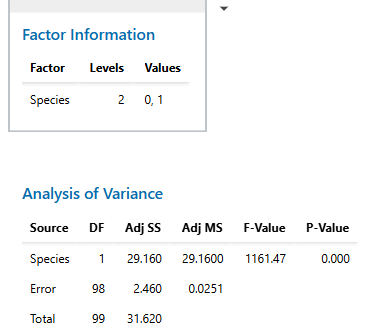 Factor Information
Factor Levels Values
Species 2 0, 1
Analysis of Variance
Source DF Adj SS Adj MS F-Value P-Value
Species 1 29.160 29.1600 1161.47 0.000
Error 98 2.460 0.0251
Total 99 31.620